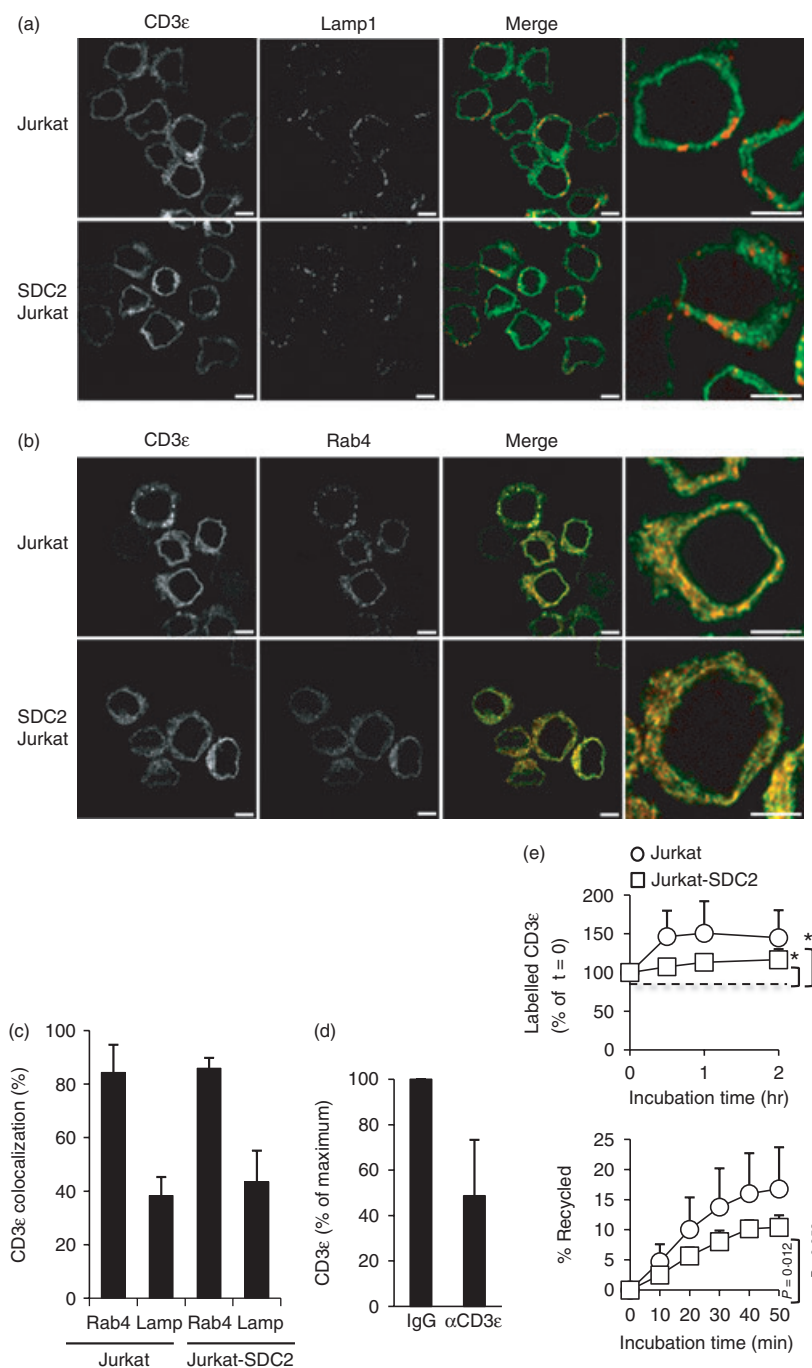 (a)
CD3ε Lamp1 Merge
Jurkat
SDC2
Jurkat
(b)
CD3ε Rab4 Merge
Jurkat
SDC2
Jurkat
(c)
CD3ε colocalization (%)
100
80
60
40
20
0
Rab4 Lamp Rab4 Lamp
Jurkat Jurkat-SDC2
(d)
CD3ε (% of maximum)
100
80
60
40
20
0
IgG αCD3ε
(e)
Jurkat
Jurkat-SDC2
Labelled CD3ε
(% of t = 0)
200
150
100
50
0
*
*
0 1 2
Incubation time (hr)
% Recycled
25
20
15
10
5
0
P = 0·012
0 10 20 30 40 50
Incubation time (min)